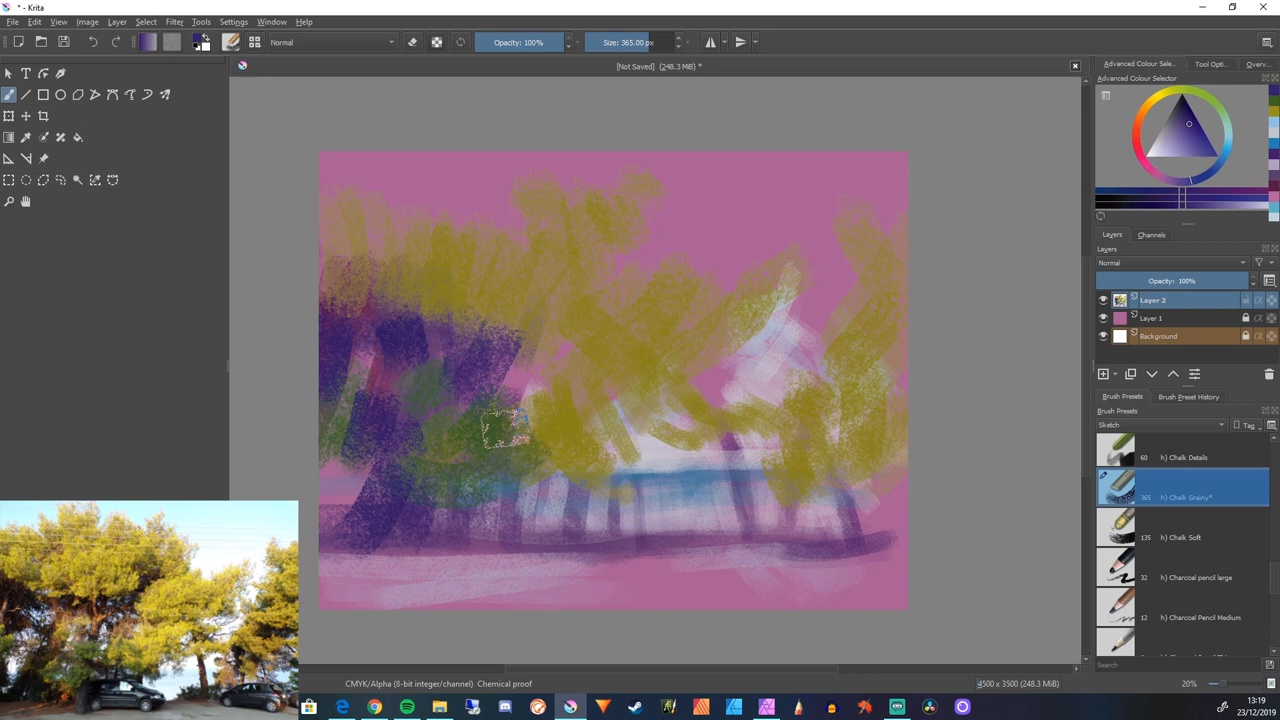 * - Krita
File Edit View Image Layer Select Filter Tools Settings Window Help
Normal Opacity: 100% Size: 365.00 px
[Not Saved] (248.3 MiB) *
Advanced Colour Sele... Tool Opti... Overv...
Advanced Colour Selector
Layers Channels
Layers
Normal
Opacity: 100%
Layer 2
Layer 1
Background
Brush Presets Brush Preset History
Brush Presets
Sketch Tag
60 h) Chalk Details
365 h) Chalk Grainy*
135 h) Chalk Soft
32 h) Charcoal pencil large
12 h) Charcoal Pencil Medium
Search
CMYK/Alpha (8-bit integer/channel) Chemical proof
4500 x 3500 (248.3 MiB)
20%
13:19
23/12/2019